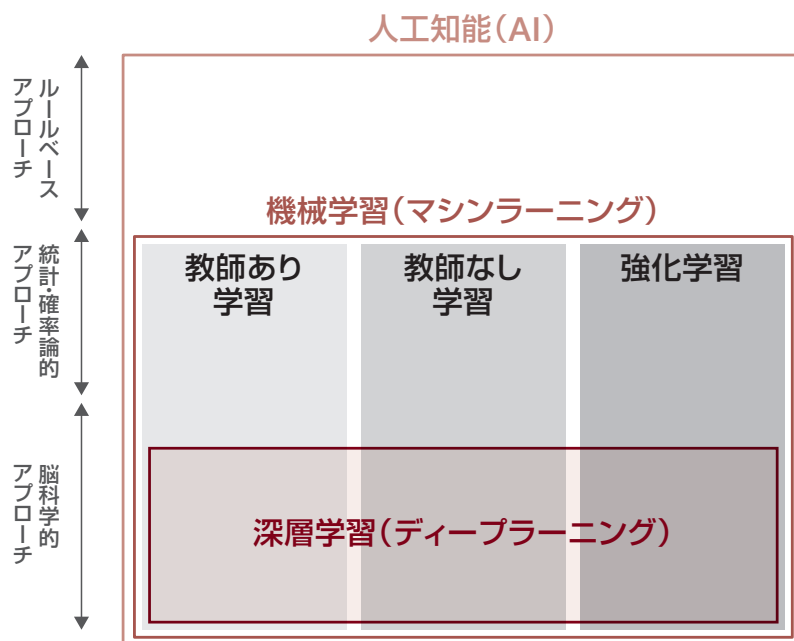 人工知能（AI）
ルールベース
アプローチ
機械学習（マシンラーニング）
統計・確率論的
アプローチ
教師あり
学習
教師なし
学習
強化学習
脳科学的
アプローチ
深層学習（ディープラーニング）